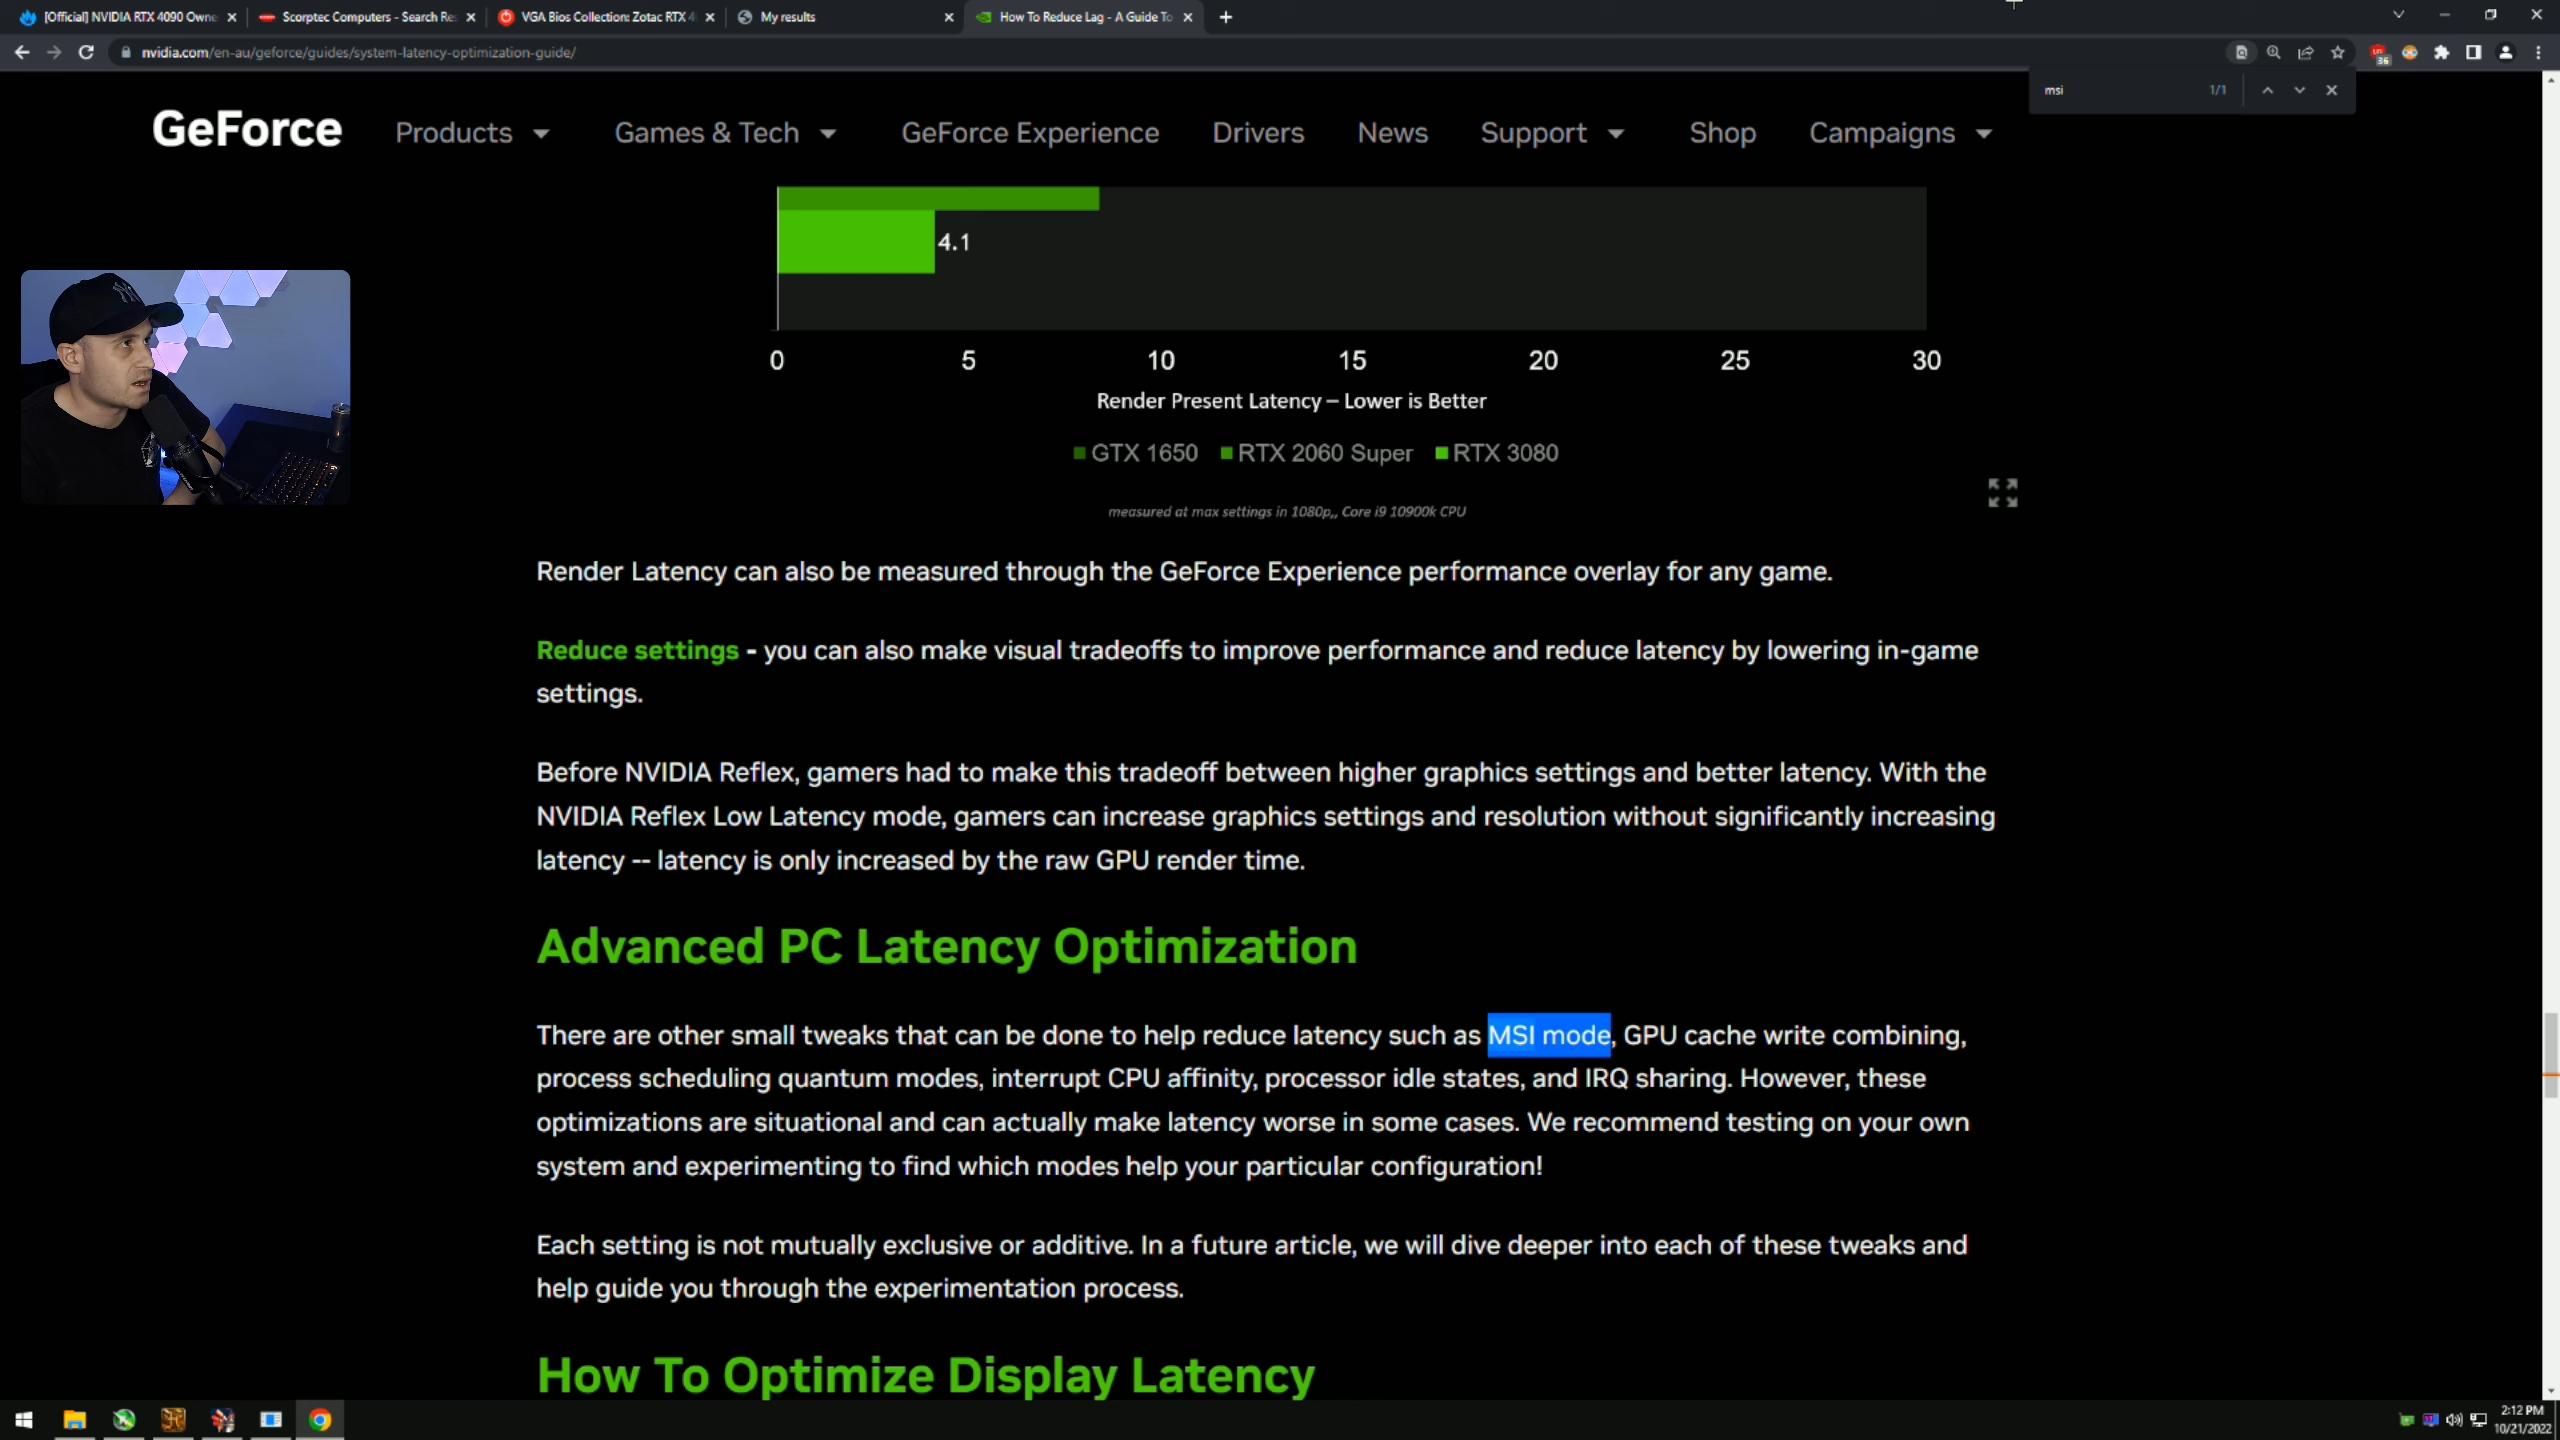 [Official] NVIDIA RTX 4090 Owne
Scorptec Computers - Search Re
VGA Bios Collection: Zotac RTX 4
My results
How To Reduce Lag - A Guide To
nvidia.com/en-au/geforce/guides/system-latency-optimization-guide/
36
msi
1/1
GeForce
Products
Games & Tech
GeForce Experience
Drivers
News
Support
Shop
Campaigns
4.1
0 5 10 15 20 25 30
Render Present Latency – Lower is Better
GTX 1650 RTX 2060 Super RTX 3080
measured at max settings in 1080p,, Core i9 10900k CPU
Render Latency can also be measured through the GeForce Experience performance overlay for any game.
Reduce settings - you can also make visual tradeoffs to improve performance and reduce latency by lowering in-game
settings.
Before NVIDIA Reflex, gamers had to make this tradeoff between higher graphics settings and better latency. With the
NVIDIA Reflex Low Latency mode, gamers can increase graphics settings and resolution without significantly increasing
latency -- latency is only increased by the raw GPU render time.
Advanced PC Latency Optimization
There are other small tweaks that can be done to help reduce latency such as MSI mode, GPU cache write combining,
process scheduling quantum modes, interrupt CPU affinity, processor idle states, and IRQ sharing. However, these
optimizations are situational and can actually make latency worse in some cases. We recommend testing on your own
system and experimenting to find which modes help your particular configuration!
Each setting is not mutually exclusive or additive. In a future article, we will dive deeper into each of these tweaks and
help guide you through the experimentation process.
How To Optimize Display Latency
2:12 PM
10/21/2022